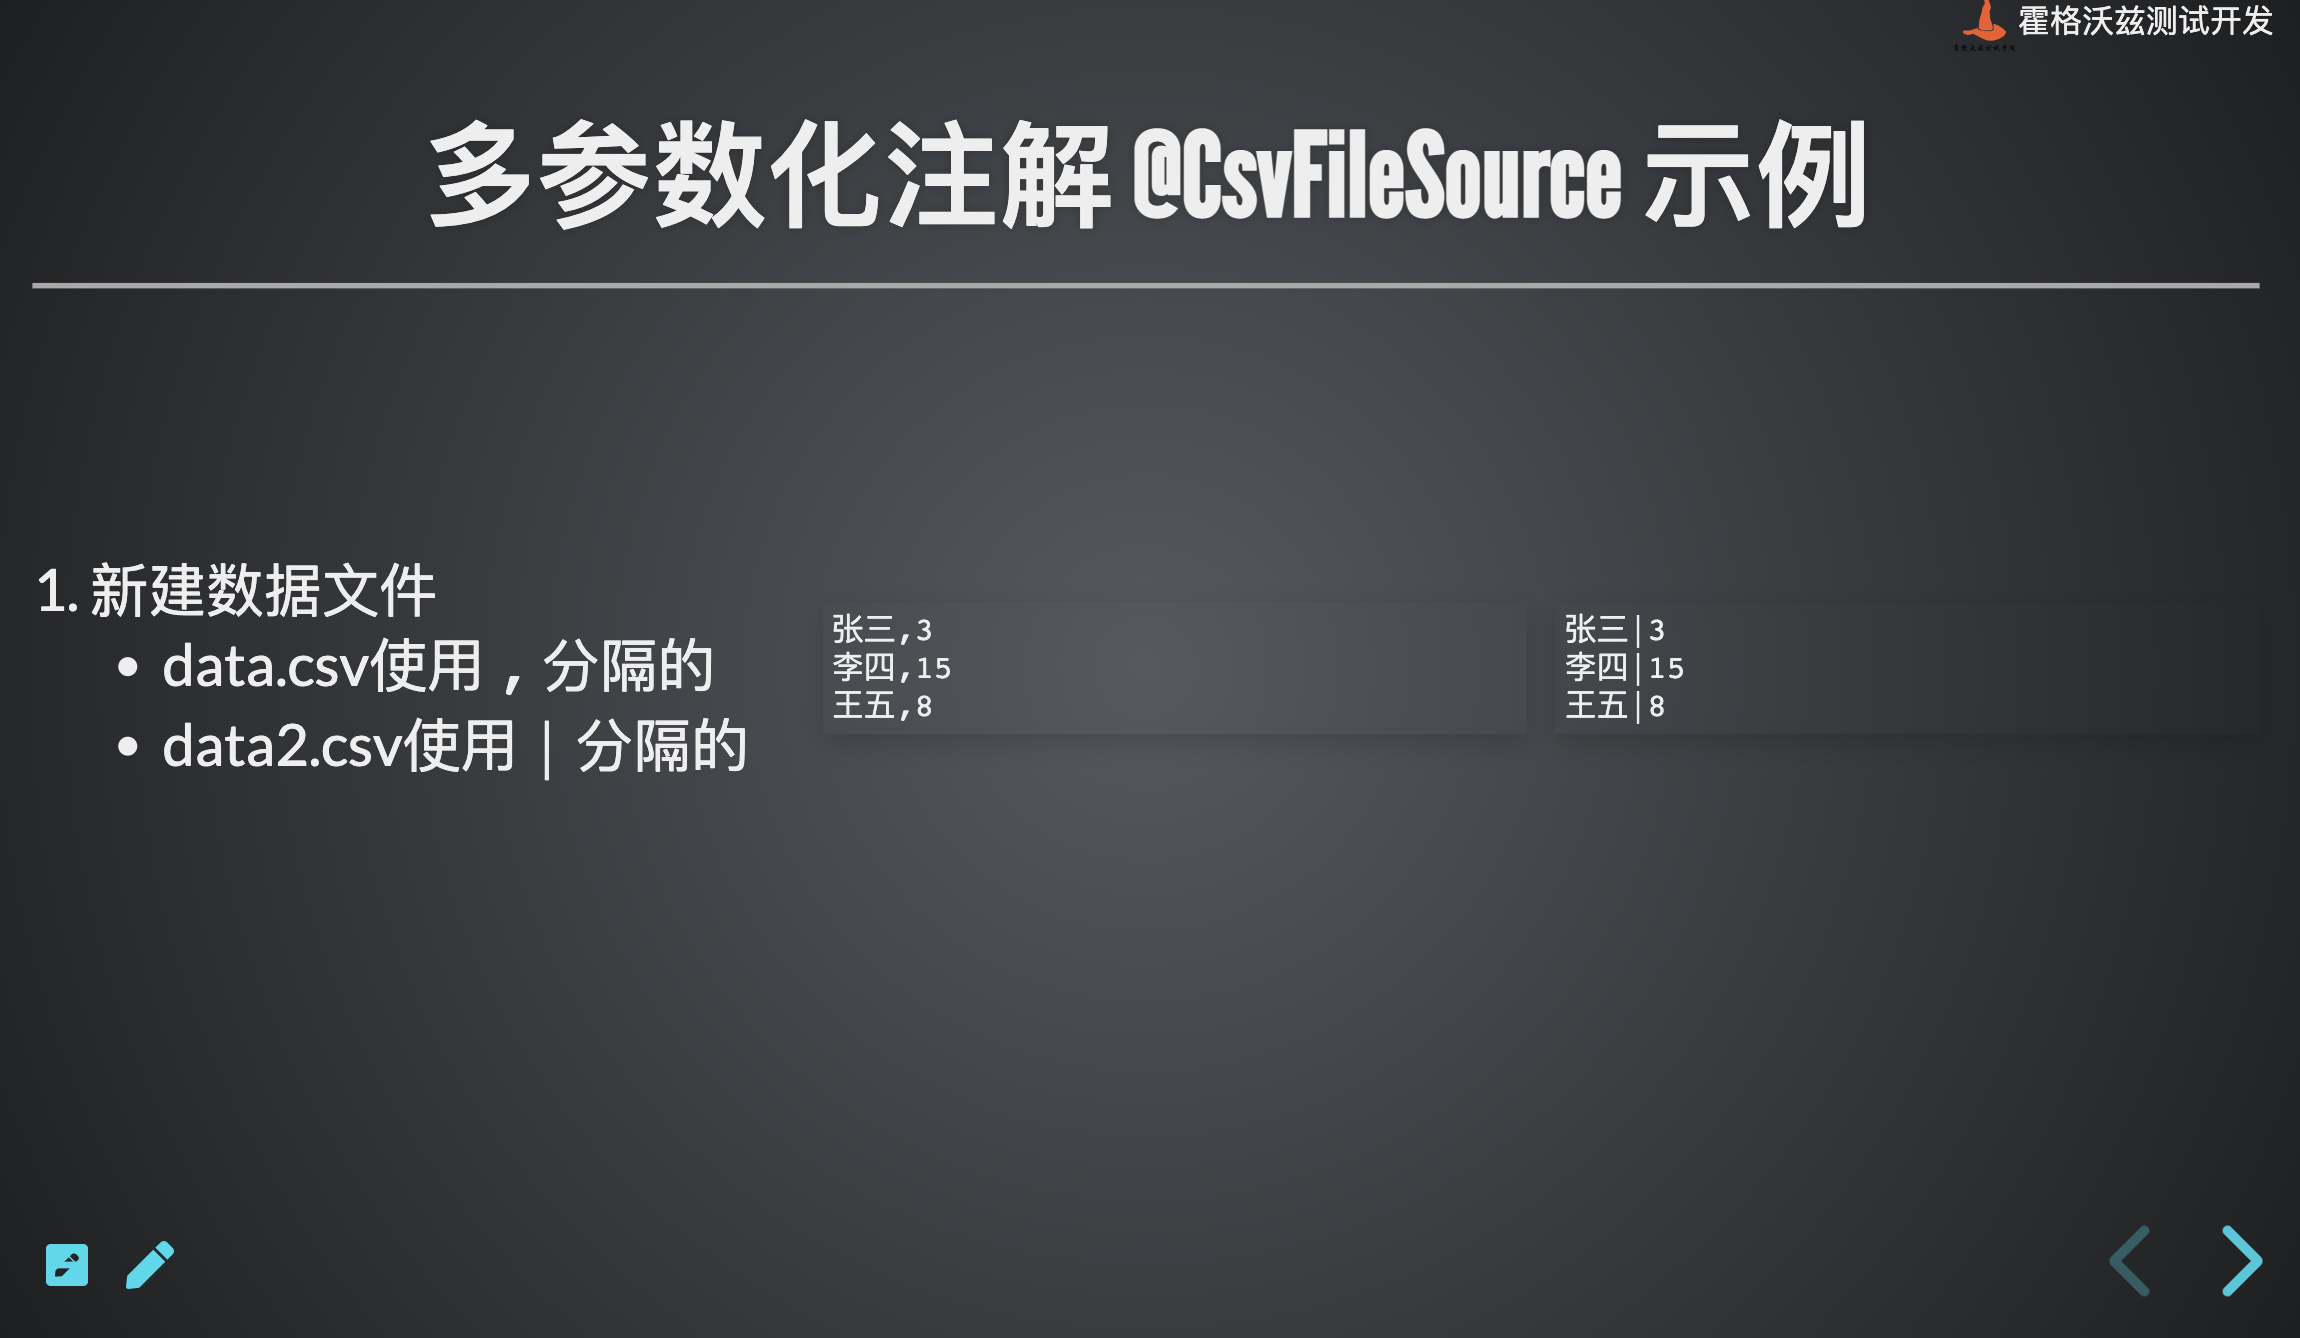 霍格沃兹测试开发
多参数化注解 @CsvFileSource 示例
1. 新建数据文件
• data.csv使用 , 分隔的
• data2.csv使用 | 分隔的
张三,3
李四,15
王五,8
张三|3
李四|15
王五|8